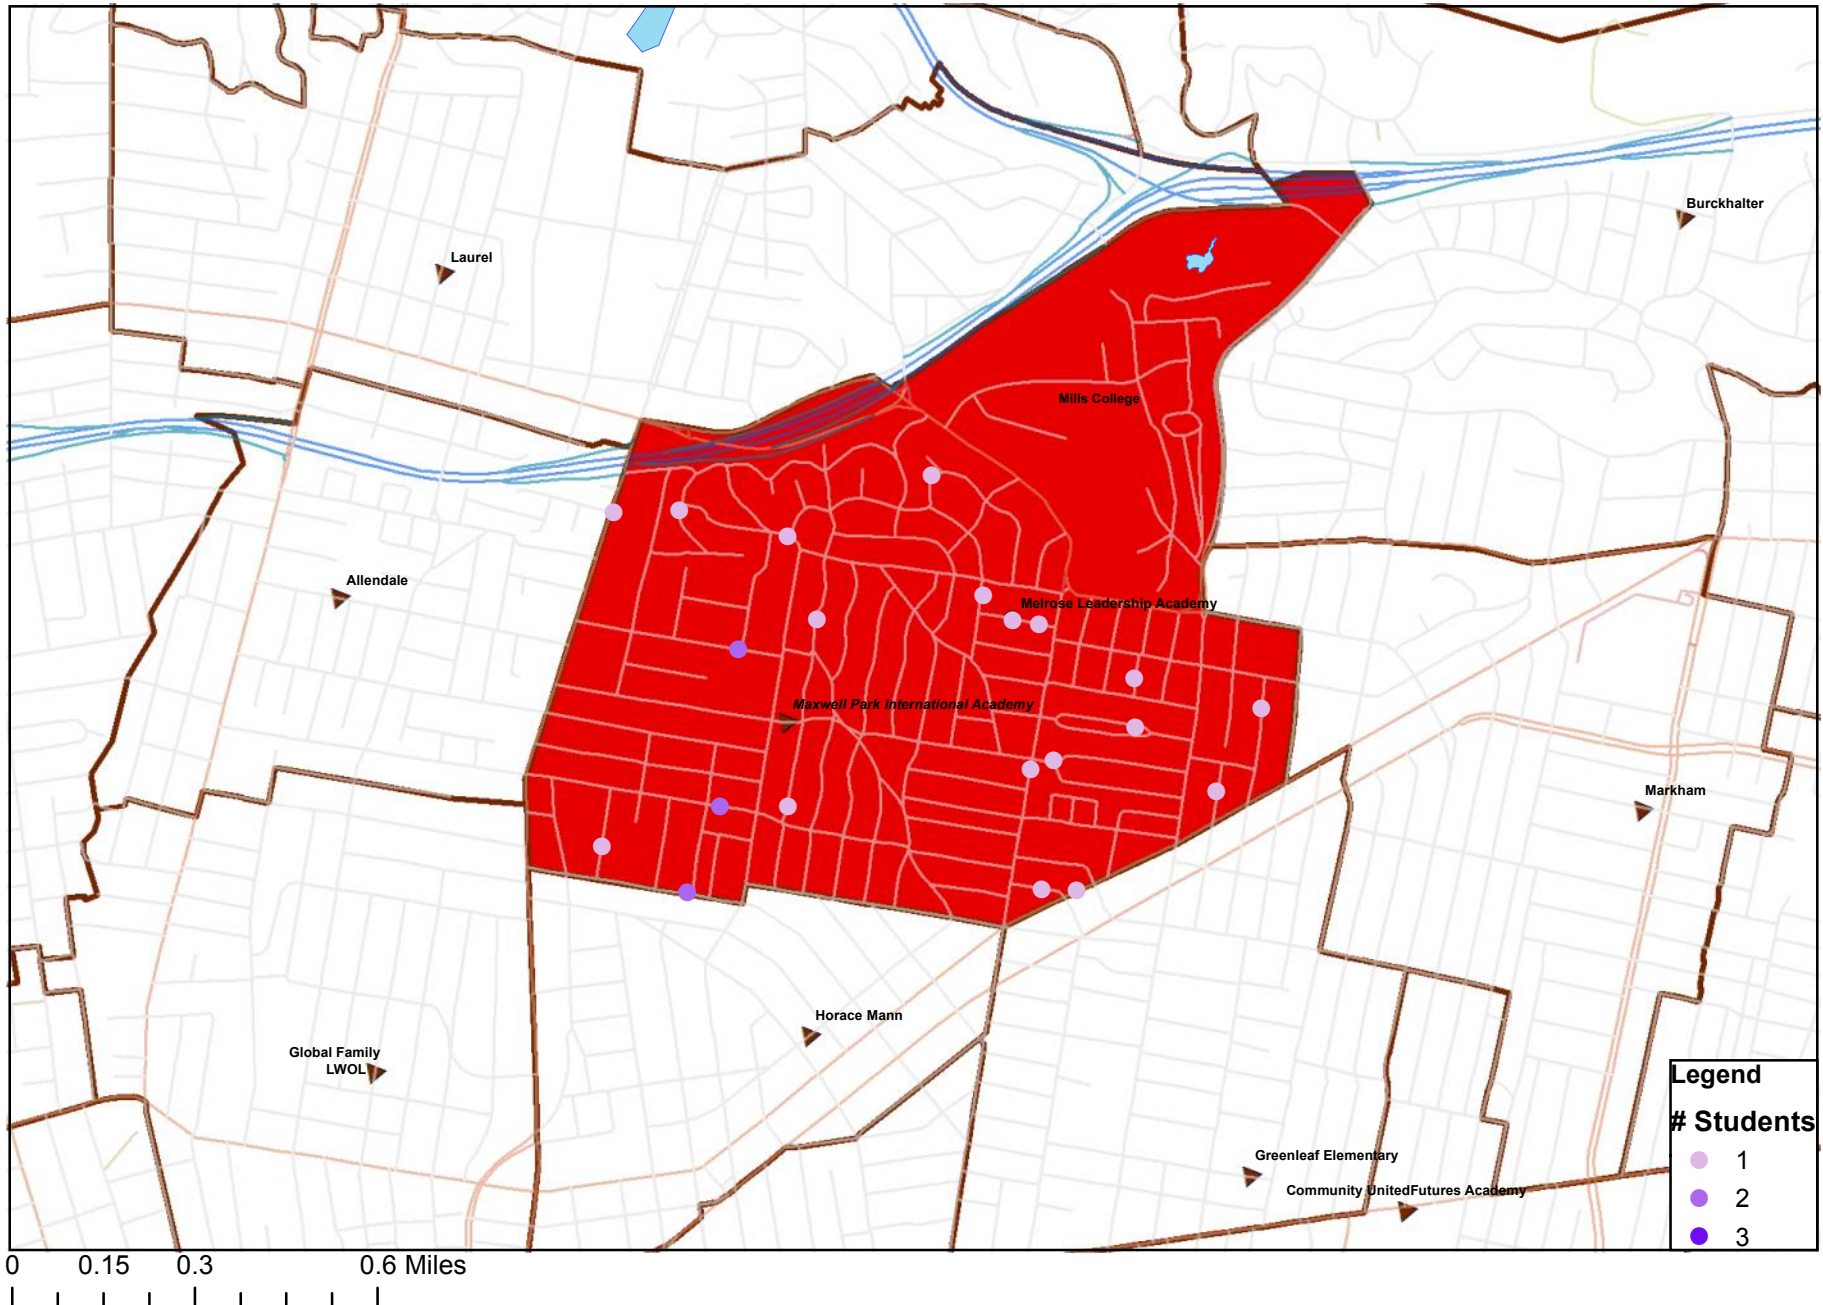 Burckhalter
Laurel
Mills College
Allendale
Melrose Leadership Academy
Maxwell Park International Academy
Markham
Horace Mann
Global Family
LWOL
Greenleaf Elementary
Community UnitedFutures Academy
Legend
# Students
1
2
3
0 0.15 0.3 0.6 Miles